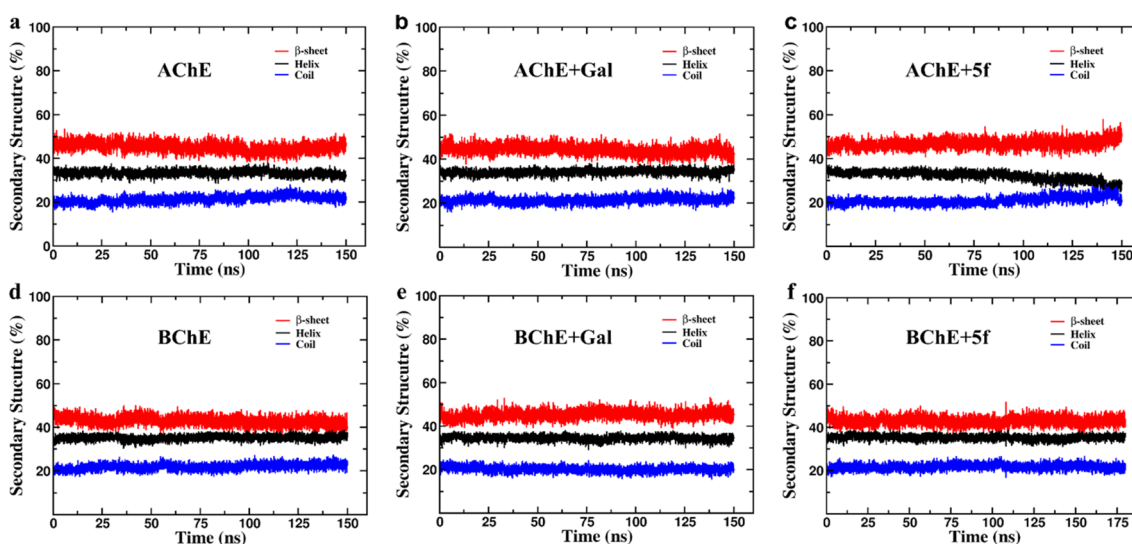 a
Secondary Strucutre (%)
100
80
60
40
20
0
AChE
β-sheet
Helix
Coil
0 25 50 75 100 125 150
Time (ns)
b
Secondary Strucutre (%)
100
80
60
40
20
0
AChE+Gal
β-sheet
Helix
Coil
0 25 50 75 100 125 150
Time (ns)
c
Secondary Strucutre (%)
100
80
60
40
20
0
AChE+5f
β-sheet
Helix
Coil
0 25 50 75 100 125 150
Time (ns)
d
Secondary Stucutre (%)
100
80
60
40
20
BChE
β-sheet
Helix
Coil
0 25 50 75 100 125 150
Time (ns)
e
Secondary Strucutre (%)
100
80
60
40
20
0
BChE+Gal
β-sheet
Helix
Coil
0 25 50 75 100 125 150
Time (ns)
f
Secondary Structure (%)
100
80
60
40
20
BChE+5f
β-sheet
Helix
Coil
0 25 50 75 100 125 150 175
Time (ns)